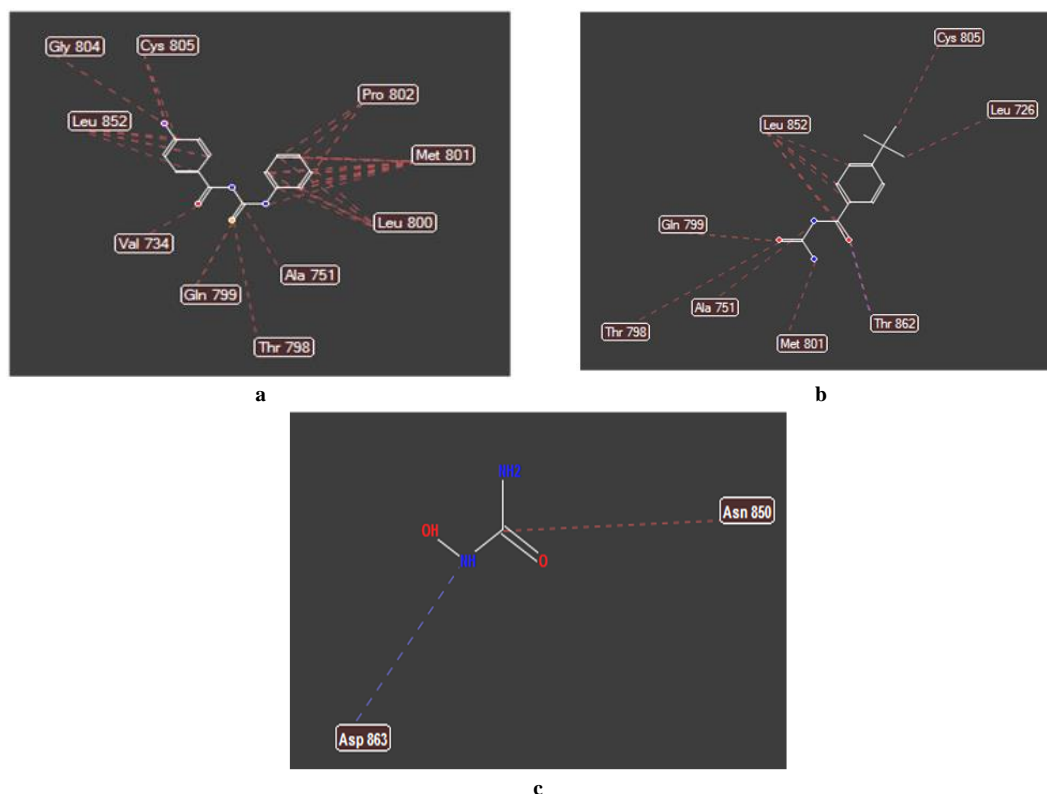 Gly 804
Cys 805
Pro 802
Leu 852
Met 801
Leu 800
Val 734
Ala 751
Gln 799
Thr 798
a
Cys 805
Leu 852
Leu 726
Gln 799
Ala 751
Thr 798
Met 801
Thr 862
b
NH2
Asn 850
OH
NH
O
Asp 863
c